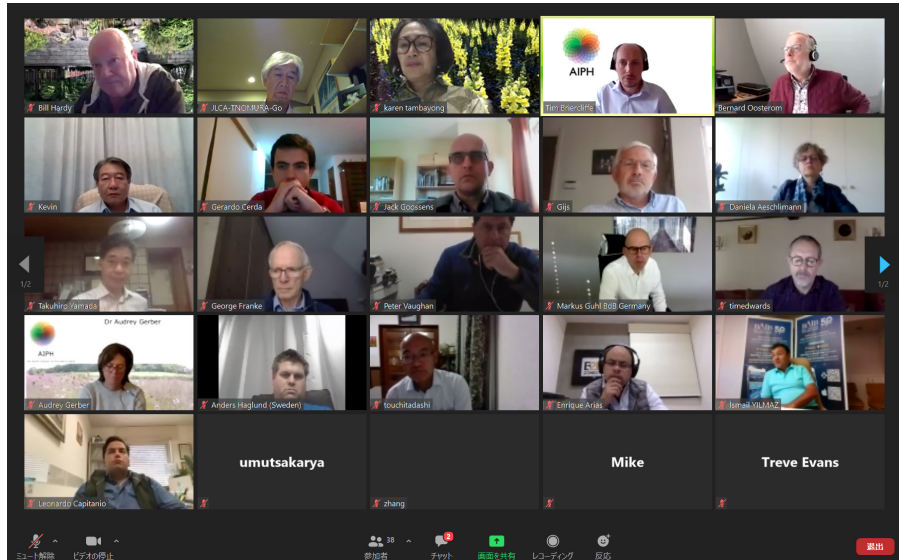 Bill Hardy
JLCA-TNOMURA-Go
karen tambayong
AIPH
Tim Briercliffe
Bernard Oosterom
Kevin
Gerardo Cerda
Jack Goossens
Gijs
Daniela Aeschlimann
1/2
Takuhiro Yamada
George Franke
Peter Vaughan
Markus Guhl BdB Germany
timedwards
1/2
Dr Audrey Gerber
AIPH
Audrey Gerber
Anders Haglund (Sweden)
touchitadashi
Enrique Arias
Ismail YILMAZ
Leonardo Capitanio
umutsakarya
zhang
Mike
Treve Evans
ミュート解除
ビデオの停止
38
参加者
2
チャット
画面を共有
レコーディング
反応
退出